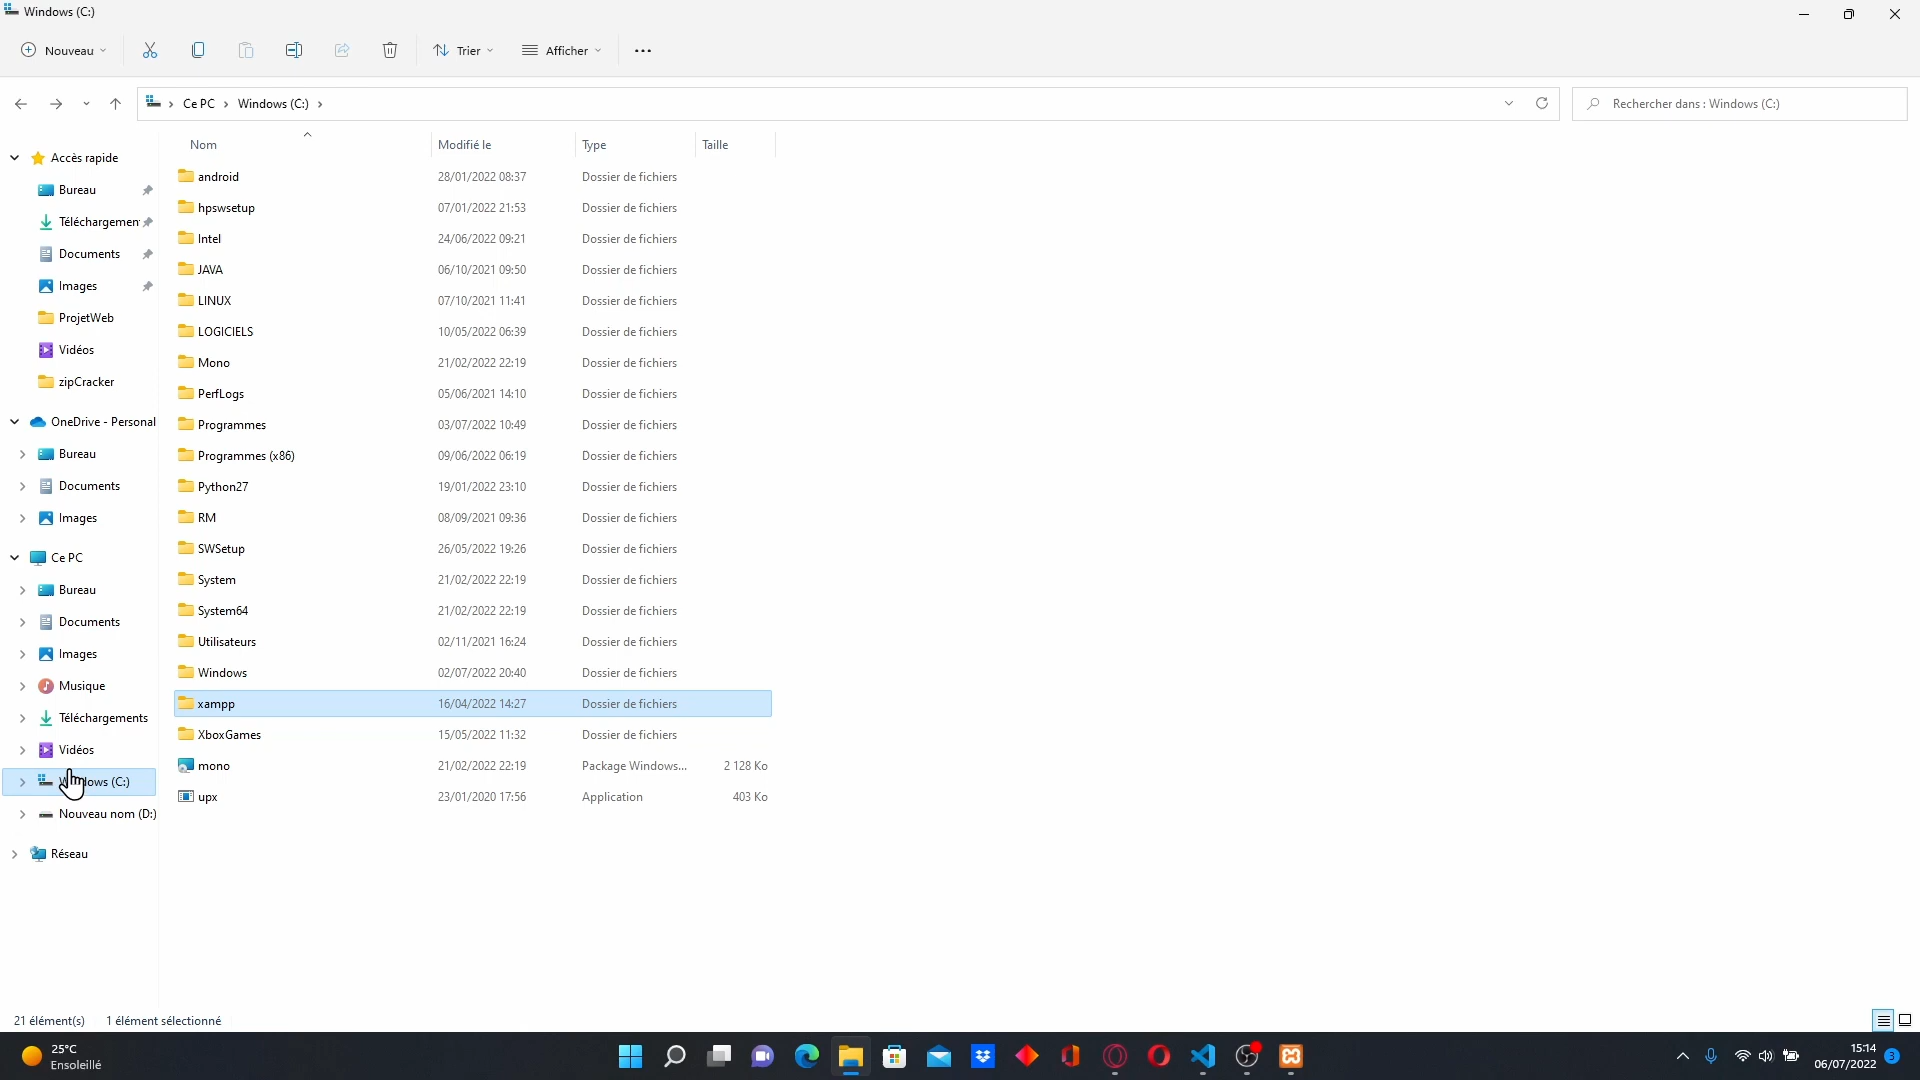 Windows (C:)
Nouveau Trier Afficher
Ce PC Windows (C:) Rechercher dans : Windows (C:)
Nom Modifié le Type Taille
Accès rapide
Bureau
Téléchargemen
Documents
Images
ProjetWeb
Vidéos
zipCracker
OneDrive - Personal
Bureau
Documents
Images
Ce PC
Bureau
Documents
Images
Musique
Téléchargements
Vidéos
(C:)
Nouveau nom (D:)
Réseau
android 28/01/2022 08:37 Dossier de fichiers
hpswsetup 07/01/2022 21:53 Dossier de fichiers
Intel 24/06/2022 09:21 Dossier de fichiers
JAVA 06/10/2021 09:50 Dossier de fichiers
LINUX 07/10/2021 11:41 Dossier de fichiers
LOGICIELS 10/05/2022 06:39 Dossier de fichiers
Mono 21/02/2022 22:19 Dossier de fichiers
PerfLogs 05/06/2021 14:10 Dossier de fichiers
Programmes 03/07/2022 10:49 Dossier de fichiers
Programmes (x86) 09/06/2022 06:19 Dossier de fichiers
Python27 19/01/2022 23:10 Dossier de fichiers
RM 08/09/2021 09:36 Dossier de fichiers
SWSetup 26/05/2022 19:26 Dossier de fichiers
System 21/02/2022 22:19 Dossier de fichiers
System64 21/02/2022 22:19 Dossier de fichiers
Utilisateurs 02/11/2021 16:24 Dossier de fichiers
Windows 02/07/2022 20:40 Dossier de fichiers
xampp 16/04/2022 14:27 Dossier de fichiers
XboxGames 15/05/2022 11:32 Dossier de fichiers
mono 21/02/2022 22:19 Package Windows... 2 128 Ko
upx 23/01/2020 17:56 Application 403 Ko
21 élément(s) 1 élément sélectionné
25°C
Ensoleillé
15:14
06/07/2022 3